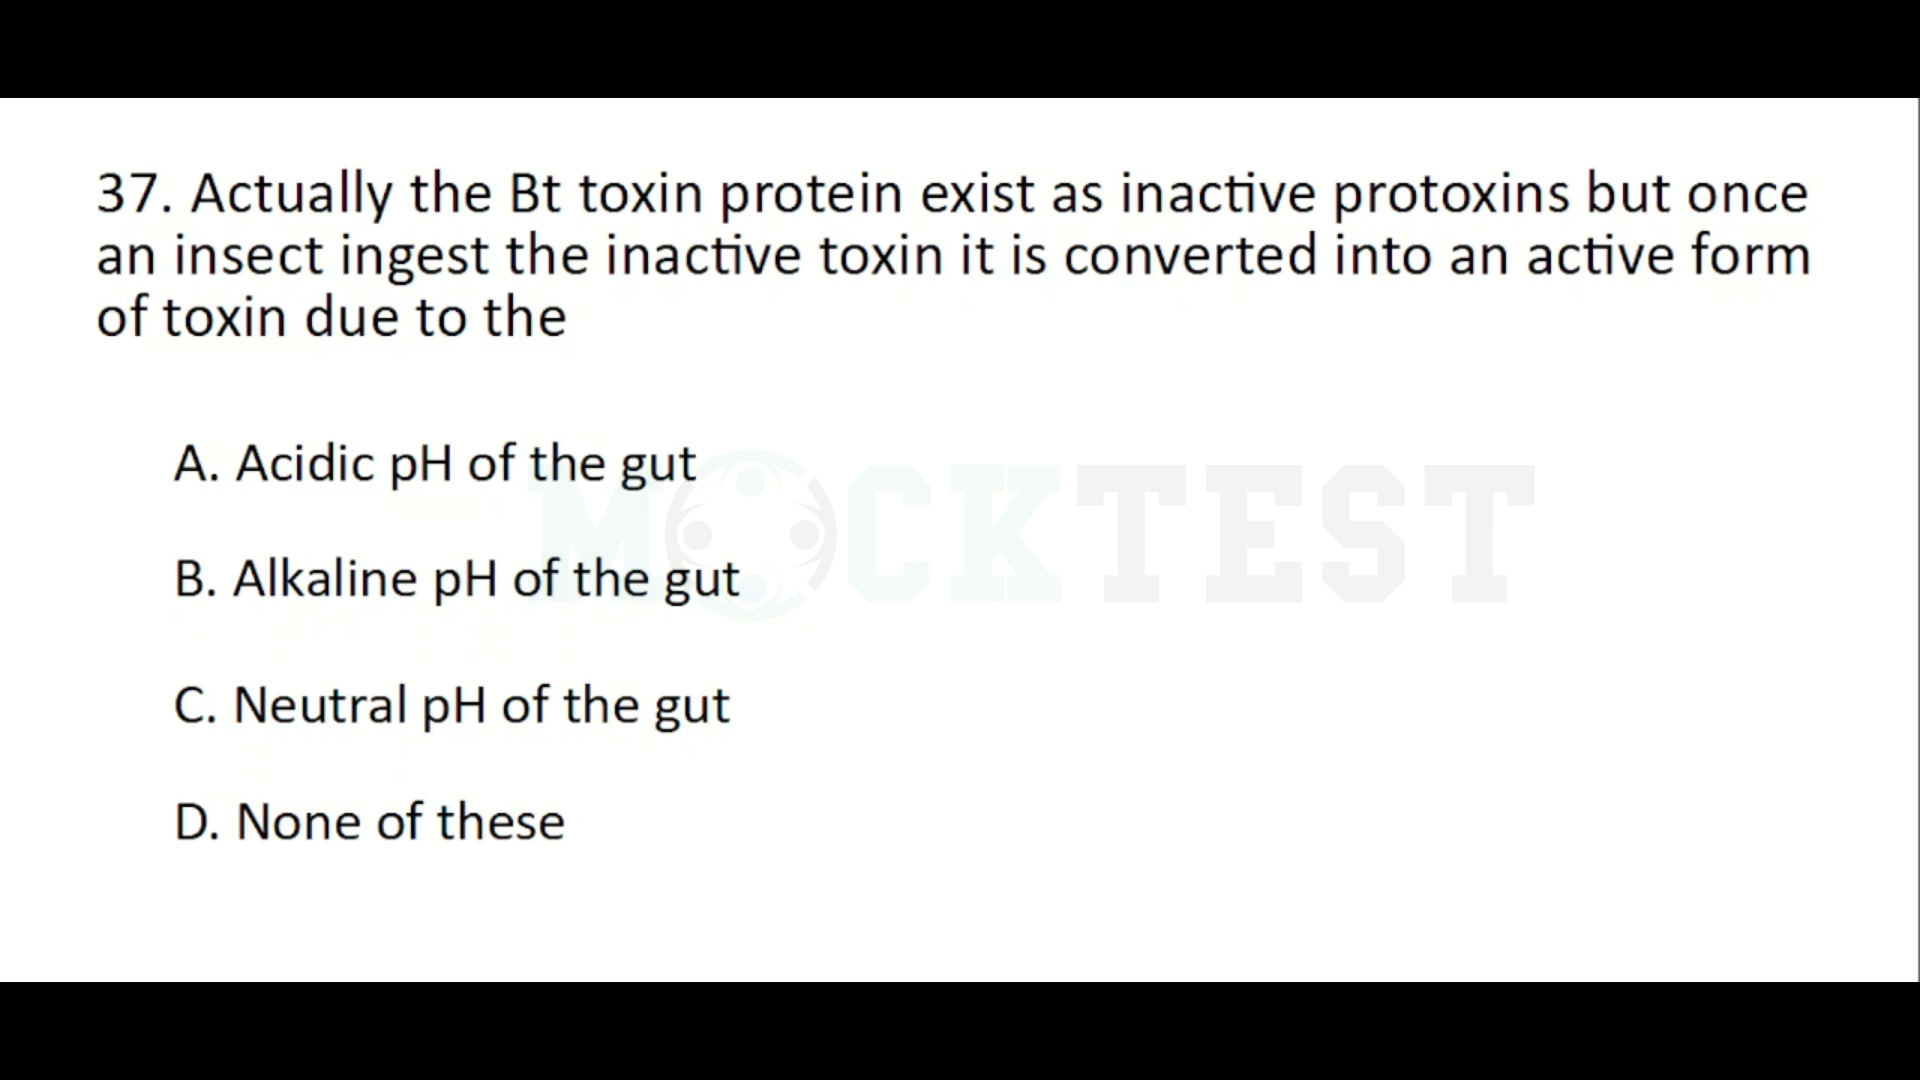 37. Actually the Bt toxin protein exist as inactive protoxins but once
an insect ingest the inactive toxin it is converted into an active form
of toxin due to the
A. Acidic pH of the gut
B. Alkaline pH of the gut
C. Neutral pH of the gut
D. None of these
MOCKTEST